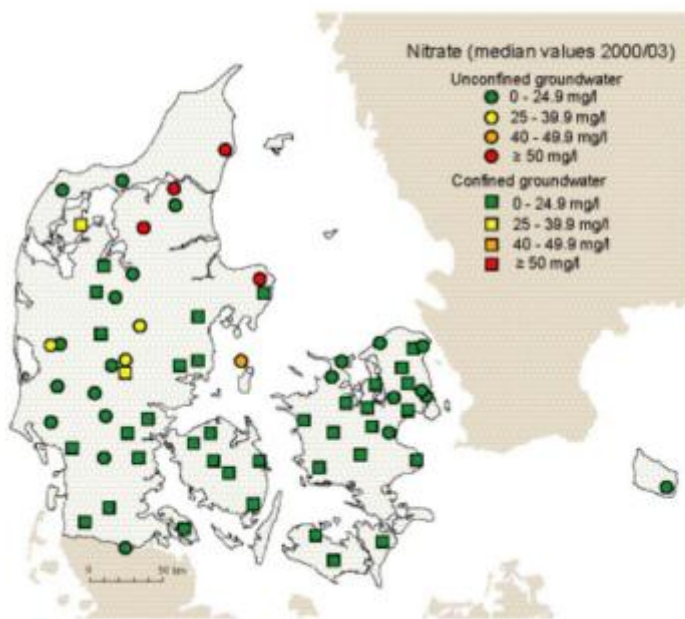 Nitrate (median values 2000/03)
Unconfined groundwater
0 - 24.9 mg/l
25 - 39.9 mg/l
40 - 49.9 mg/l
≥ 50 mg/l
Confined groundwater
0 - 24.9 mg/l
25 - 39.9 mg/l
40 - 49.9 mg/l
≥ 50 mg/l
0 50 km